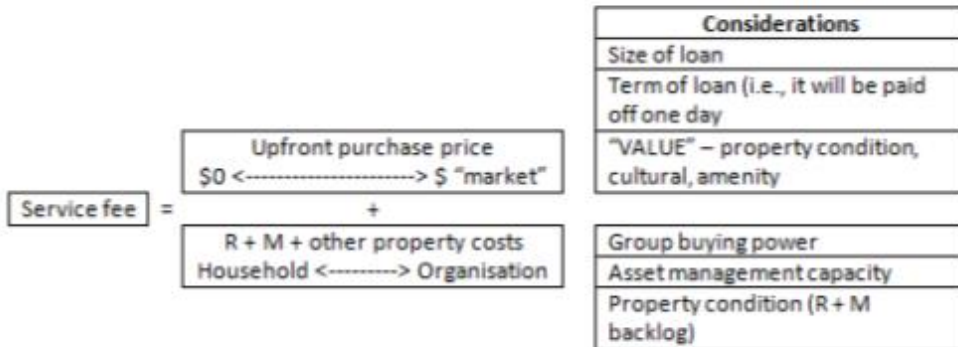 Considerations
Size of loan
Term of loan (i.e., it will be paid
off one day
Upfront purchase price
$0 <-----------------------> $ "market"
"VALUE" – property condition,
cultural, amenity
Service fee
=
+
R + M + other property costs
Household <---------> Organisation
Group buying power
Asset management capacity
Property condition (R + M
backlog)